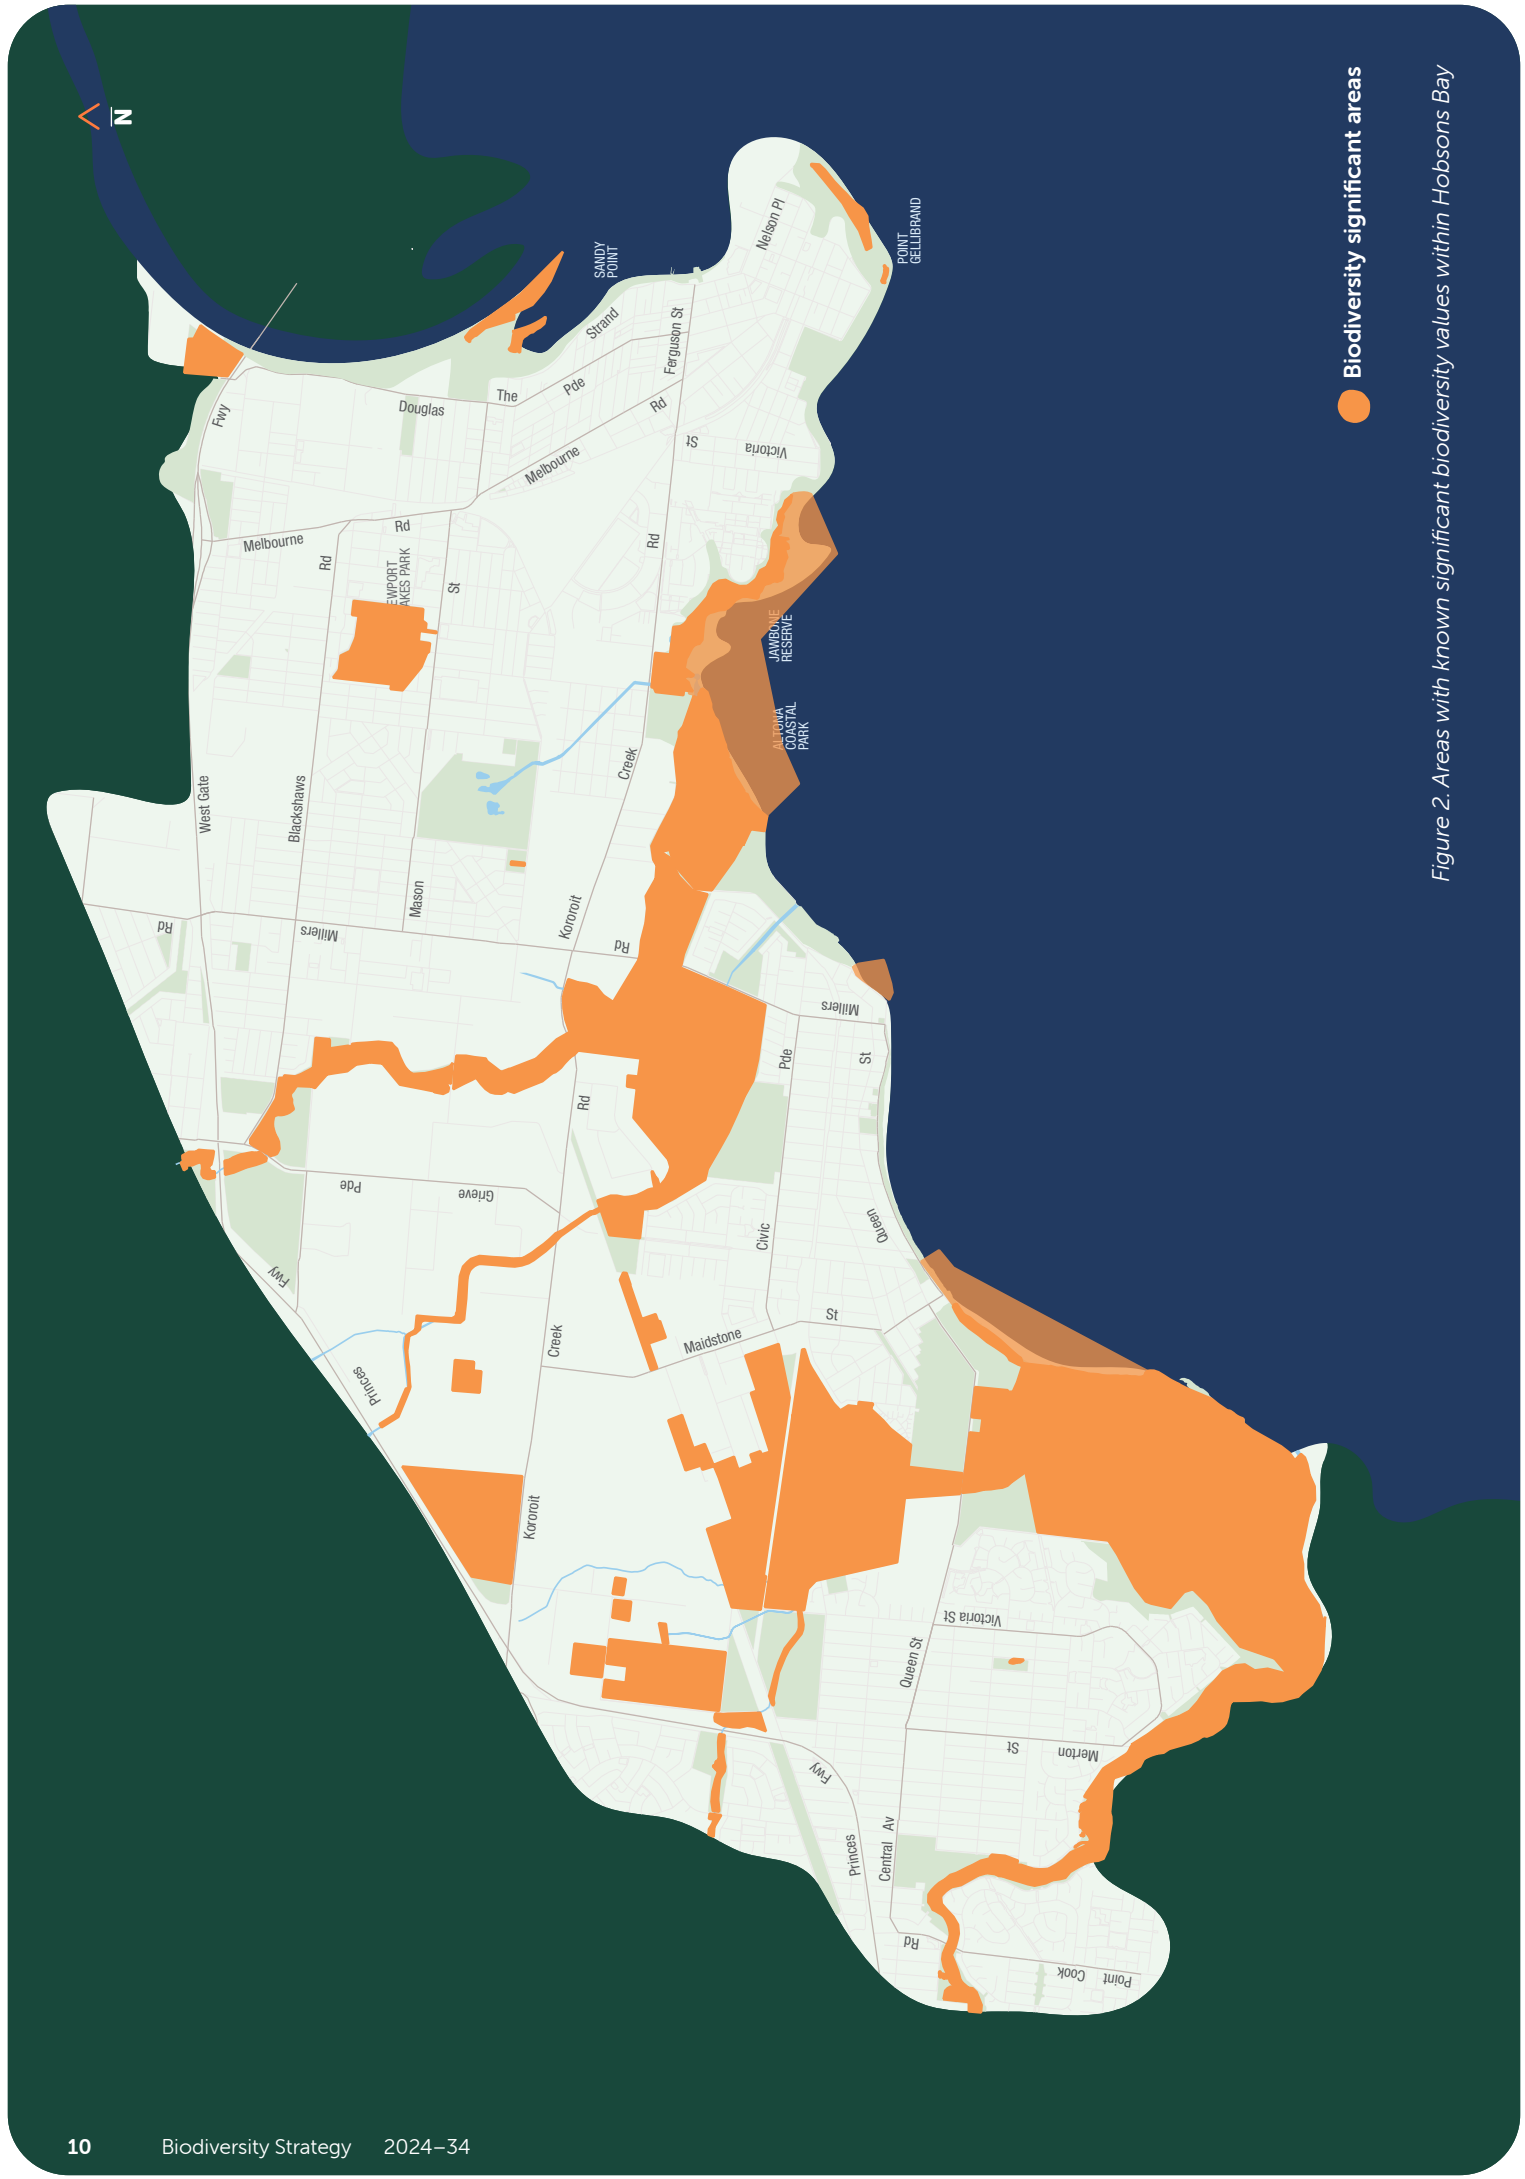 N
Biodiversity significant areas
Figure 2. Areas with known significant biodiversity values within Hobsons Bay
SANDY
POINT
POINT
GELLIBRAND
Nelson Pl
Strand
Ferguson St
The
Pde
Douglas
Fwy
Rd
Melbourne
St
Victoria
Melbourne
Rd
Rd
EWPORT
AKES PARK
St
Rd
JAWBONE
RESERVE
ALTONA
COASTAL
PARK
West Gate
Blackshaws
Creek
Mason
Kororoit
Rd
Millers
Rd
Millers
Pde
St
Rd
Pde
Grieve
Civic
Queen
Fwy
St
Maidstone
Creek
Princes
Kororoit
Victoria St
Queen St
St
Merton
Fwy
Princes
Central
Av
Rd
Cook
Point
10
Biodiversity Strategy 2024–34